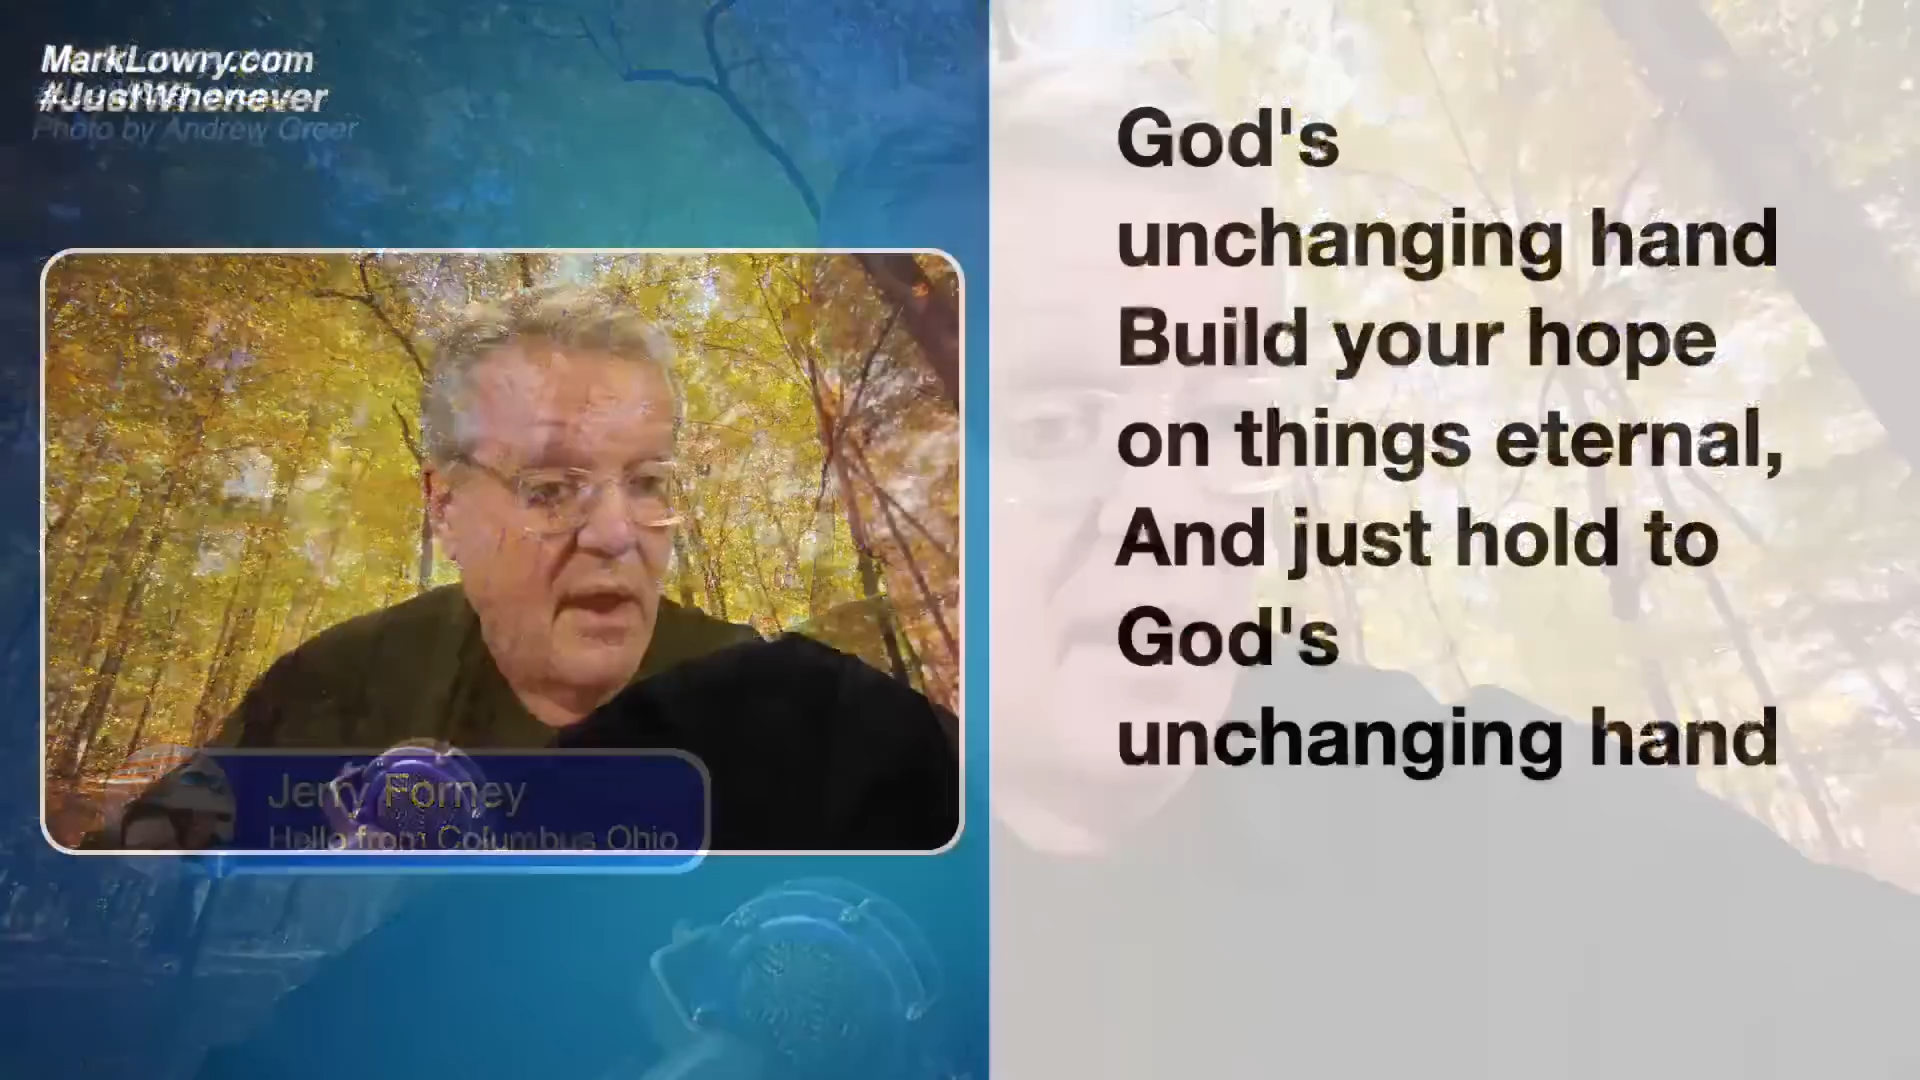 MarkLowry.com
#JustWhenever
Photo by Andrew Greer
God's
unchanging hand
Build your hope
on things eternal,
And just hold to
God's
unchanging hand
Jerry Forney
Hello from Columbus Ohio